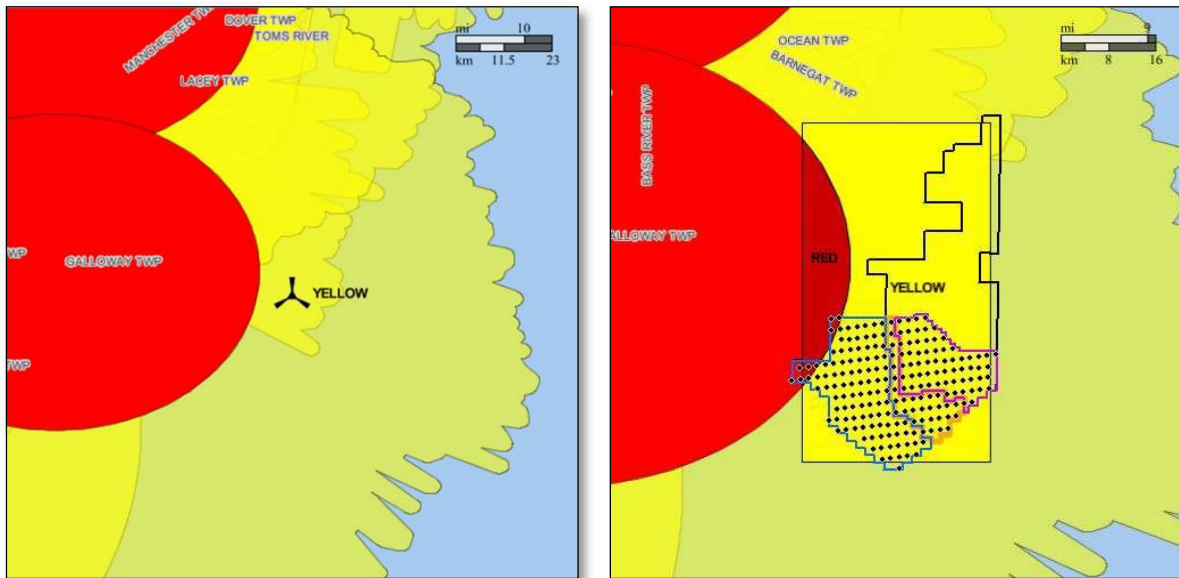 DOVER TWP
TOMS RIVER
MANCHESTER TWP
LACEY TWP
mi 10
km 11.5 23
TWP
GALLOWAY TWP
YELLOW
TWP
OCEAN TWP
BARNEGAT TWP
mi 9
km 8 16
BASS RIVER TWP
ALLOWAY TWP
RED
YELLOW